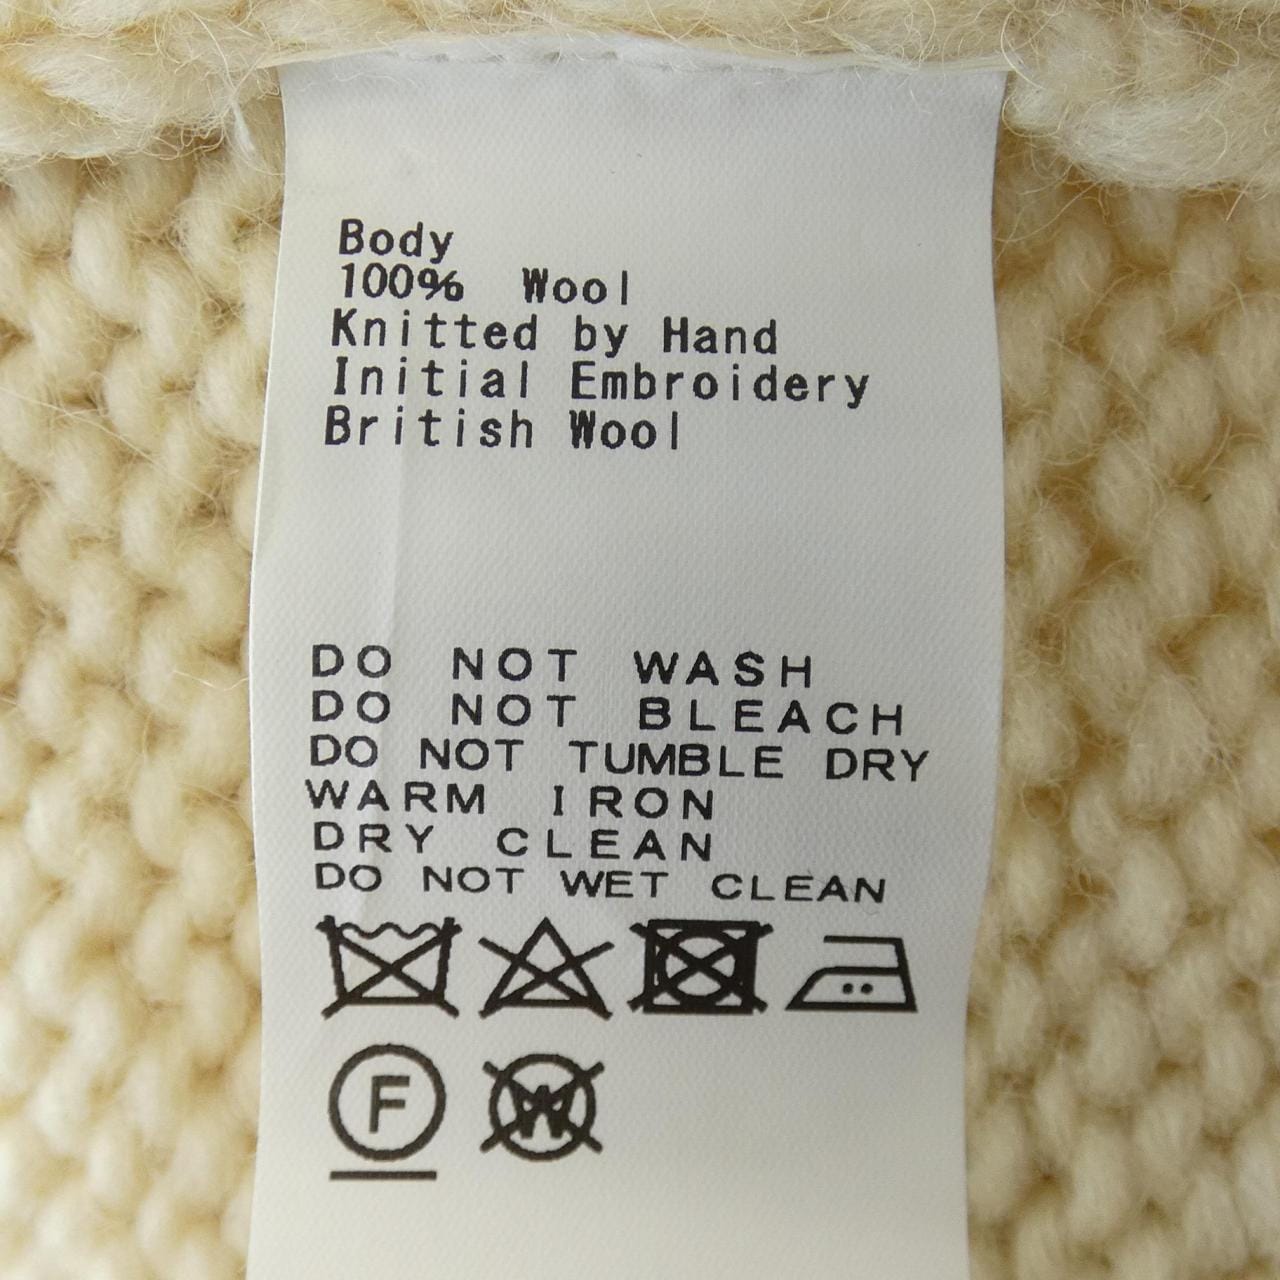 Body
100% Wool
Knitted by Hand
Initial Embroidery
British Wool
DO NOT WASH
DO NOT BLEACH
DO NOT TUMBLE DRY
WARM IRON
DRY CLEAN
DO NOT WET CLEAN
F W